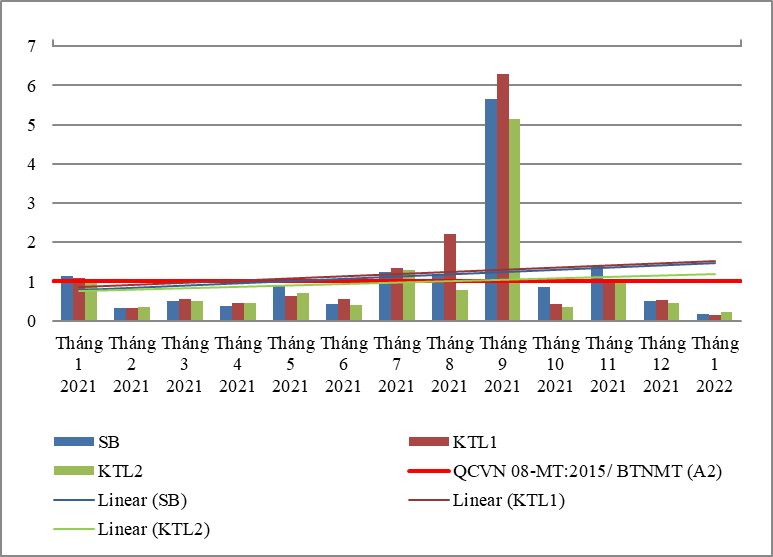 7
6
5
4
3
2
1
0
Tháng Tháng Tháng Tháng Tháng Tháng Tháng Tháng Tháng Tháng Tháng Tháng Tháng
1 2 3 4 5 6 7 8 9 10 11 12 1
2021 2021 2021 2021 2021 2021 2021 2021 2021 2021 2021 2021 2022
SB KTL1
KTL2 QCVN 08-MT:2015/ BTNMT (A2)
Linear (SB) Linear (KTL1)
Linear (KTL2)